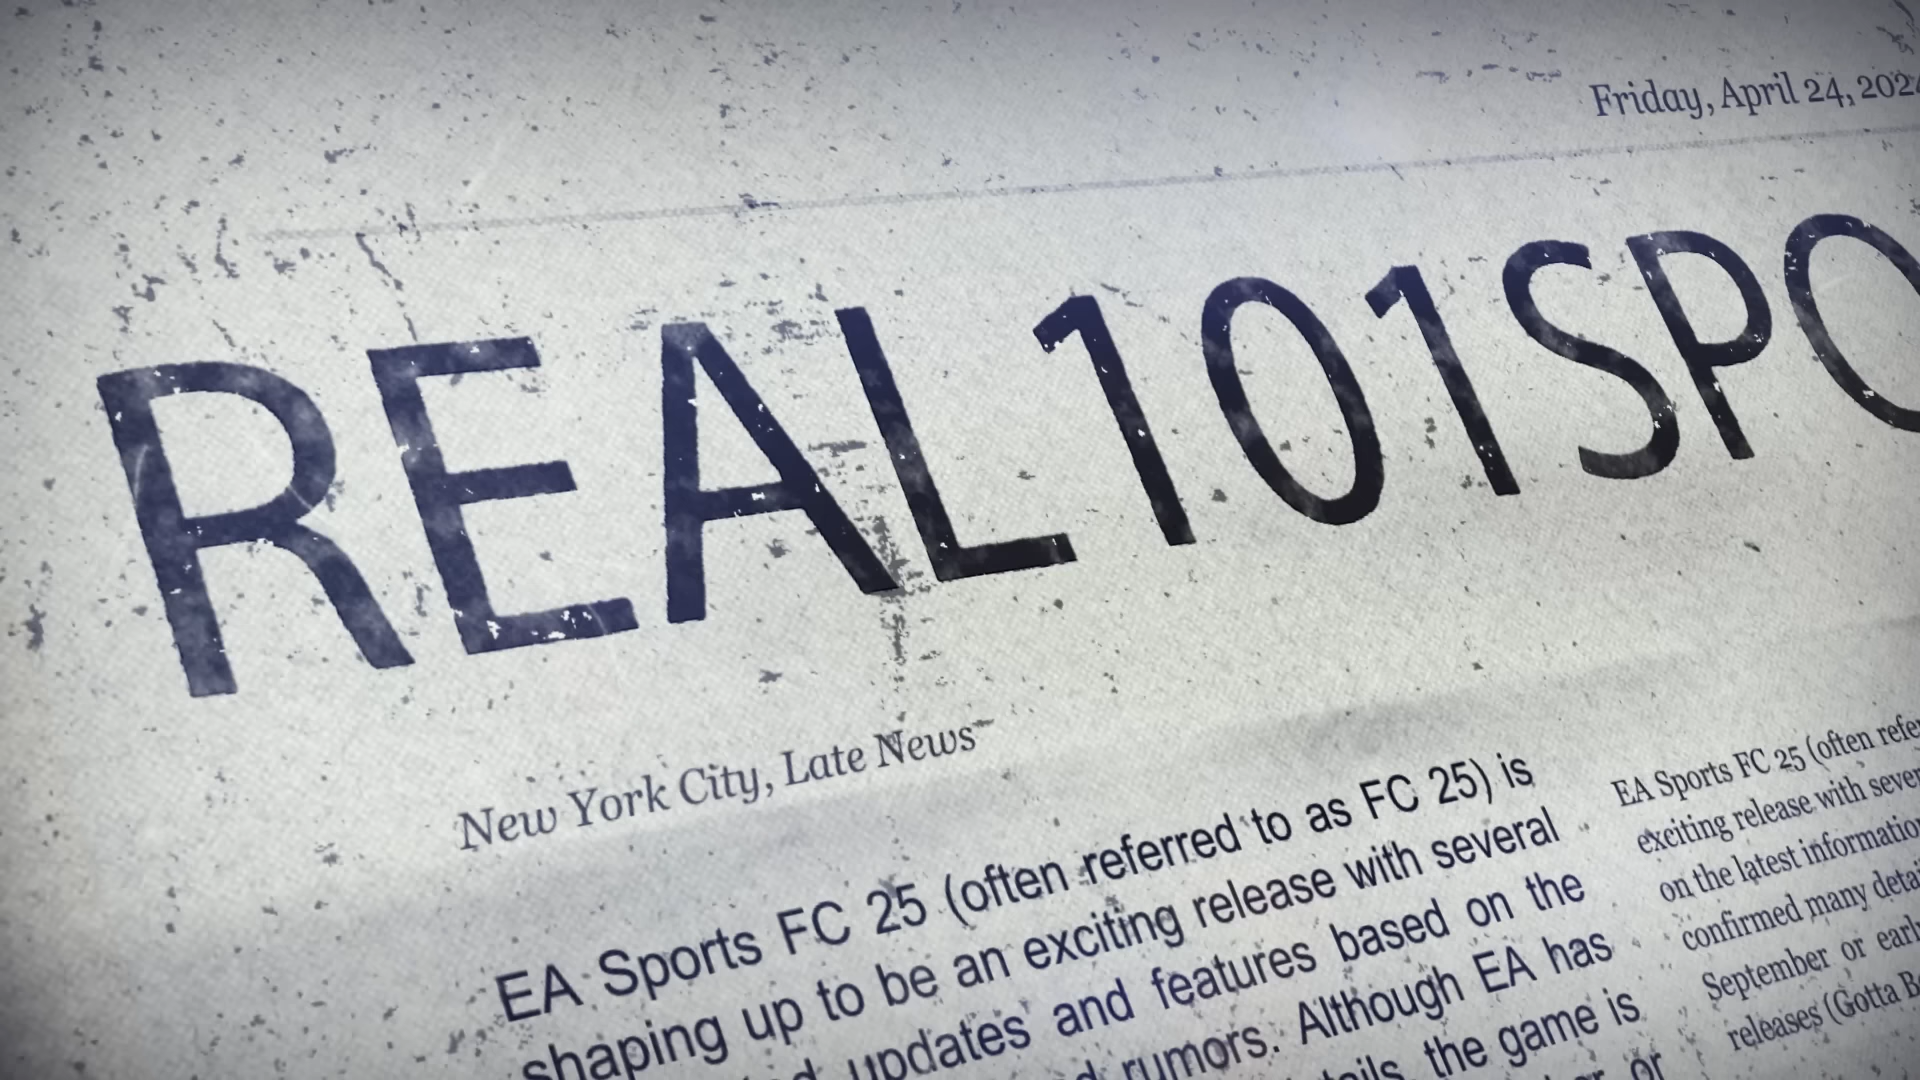 Friday, April 24, 202
REAL101SPO
New York City, Late News
EA Sports FC 25 (often referred to as FC 25) is
shaping up to be an exciting release with several
updates and features based on the
rumors. Although EA has
the game is
or
EA Sports FC 25 (often
exciting release with
on the latest
confirmed many
September or
releases (Gotta